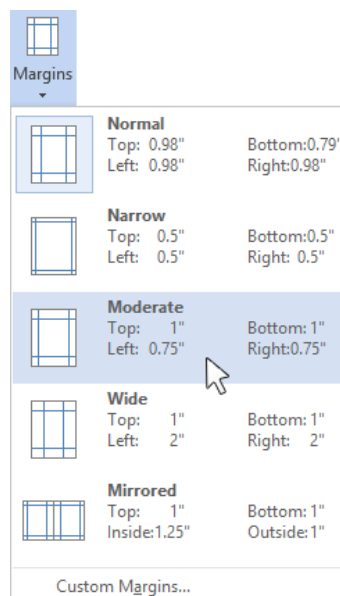 Margins
Normal
Top: 0.98" Bottom:0.79"
Left: 0.98" Right:0.98"
Narrow
Top: 0.5" Bottom:0.5"
Left: 0.5" Right: 0.5"
Moderate
Top: 1" Bottom: 1"
Left: 0.75" Right:0.75"
Wide
Top: 1" Bottom: 1"
Left: 2" Right: 2"
Mirrored
Top: 1" Bottom: 1"
Inside:1.25" Outside:1"
Custom Margins...